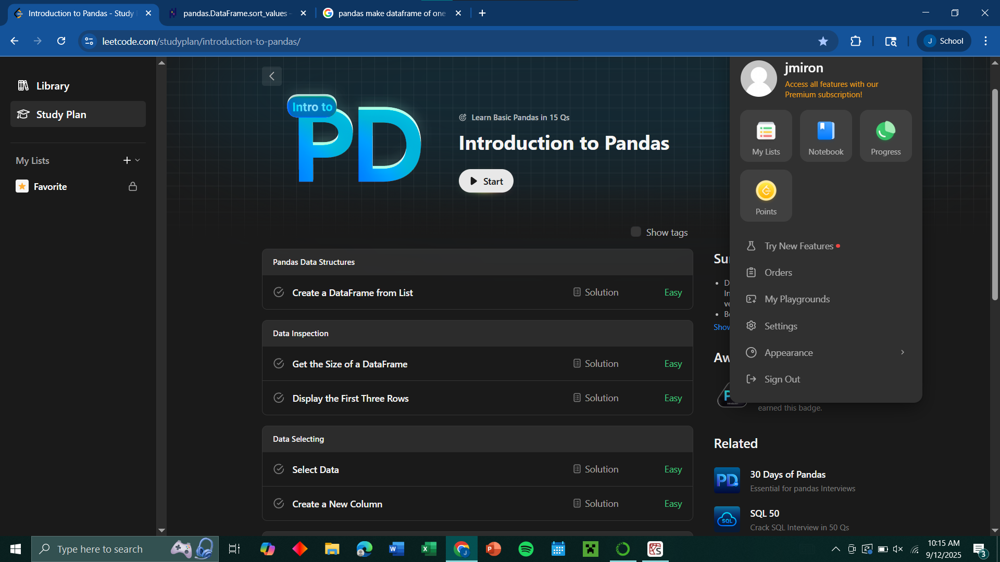 Introduction to Pandas - Study
pandas.DataFrame.sort_values -
pandas make dataframe of one
leetcode.com/studyplan/introduction-to-pandas/
J School
Library
Study Plan
My Lists
Favorite
Intro to
PD
Learn Basic Pandas in 15 Qs
Introduction to Pandas
Start
Show tags
Pandas Data Structures
Create a DataFrame from List Solution Easy
Data Inspection
Get the Size of a DataFrame Solution Easy
Display the First Three Rows Solution Easy
Data Selecting
Select Data Solution Easy
Create a New Column Solution Easy
jmiron
Access all features with our
Premium subscription!
My Lists Notebook Progress
Points
Try New Features
Orders
My Playgrounds
Settings
Appearance
Sign Out
earned this badge.
Related
PD 30
30 Days of Pandas
Essential for pandas Interviews
SQL
SQL 50
Crack SQL Interview in 50 Qs
Type here to search
10:15 AM
9/12/2025
3